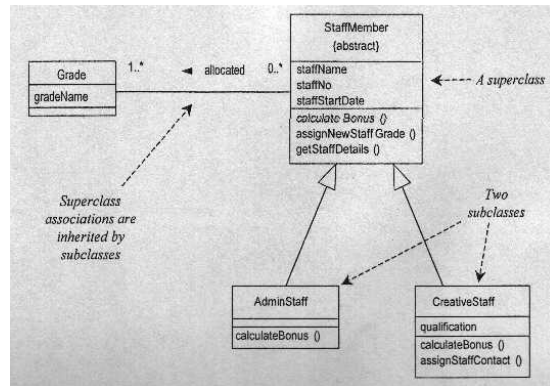 StaffMember
{abstract}
staffName
staffNo
staffStartDate
calculate Bonus ()
assignNewStaff Grade ()
getStaffDetails ()
Grade
gradeName
1..*
◄ allocated
0..*
A superclass
Superclass
associations are
inherited by
subclasses
Two
subclasses
AdminStaff
calculateBonus ()
CreativeStaff
qualification
calculateBonus ()
assignStaffContact ()